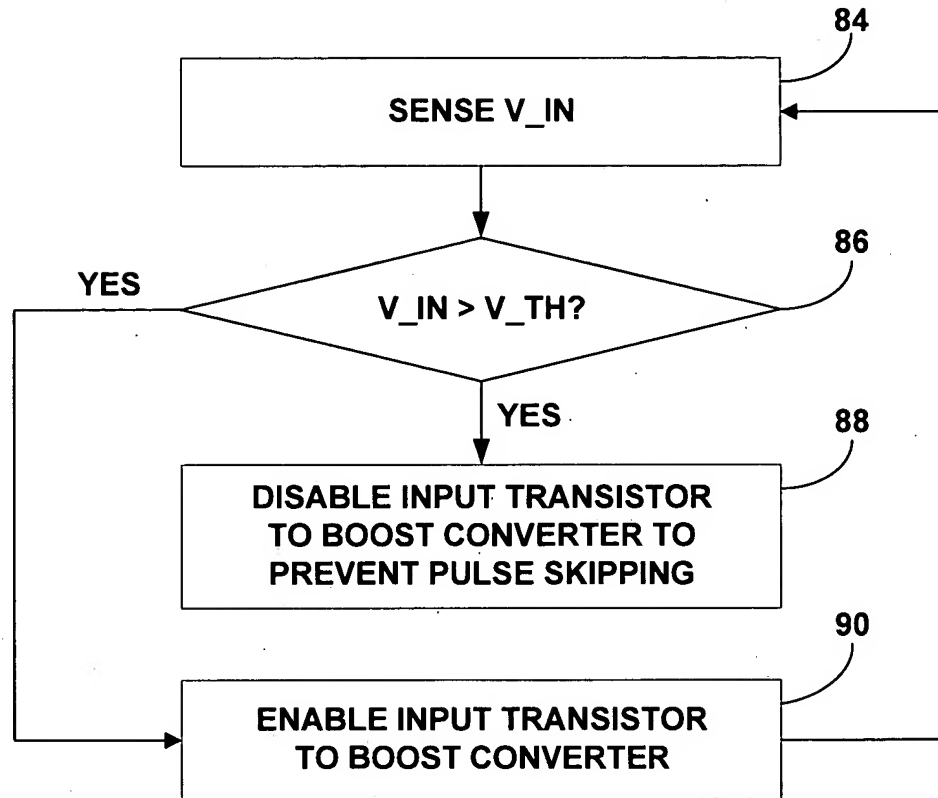 84
SENSE V_IN
86
YES
V_IN > V_TH?
YES
88
DISABLE INPUT TRANSISTOR
TO BOOST CONVERTER TO
PREVENT PULSE SKIPPING
90
ENABLE INPUT TRANSISTOR
TO BOOST CONVERTER